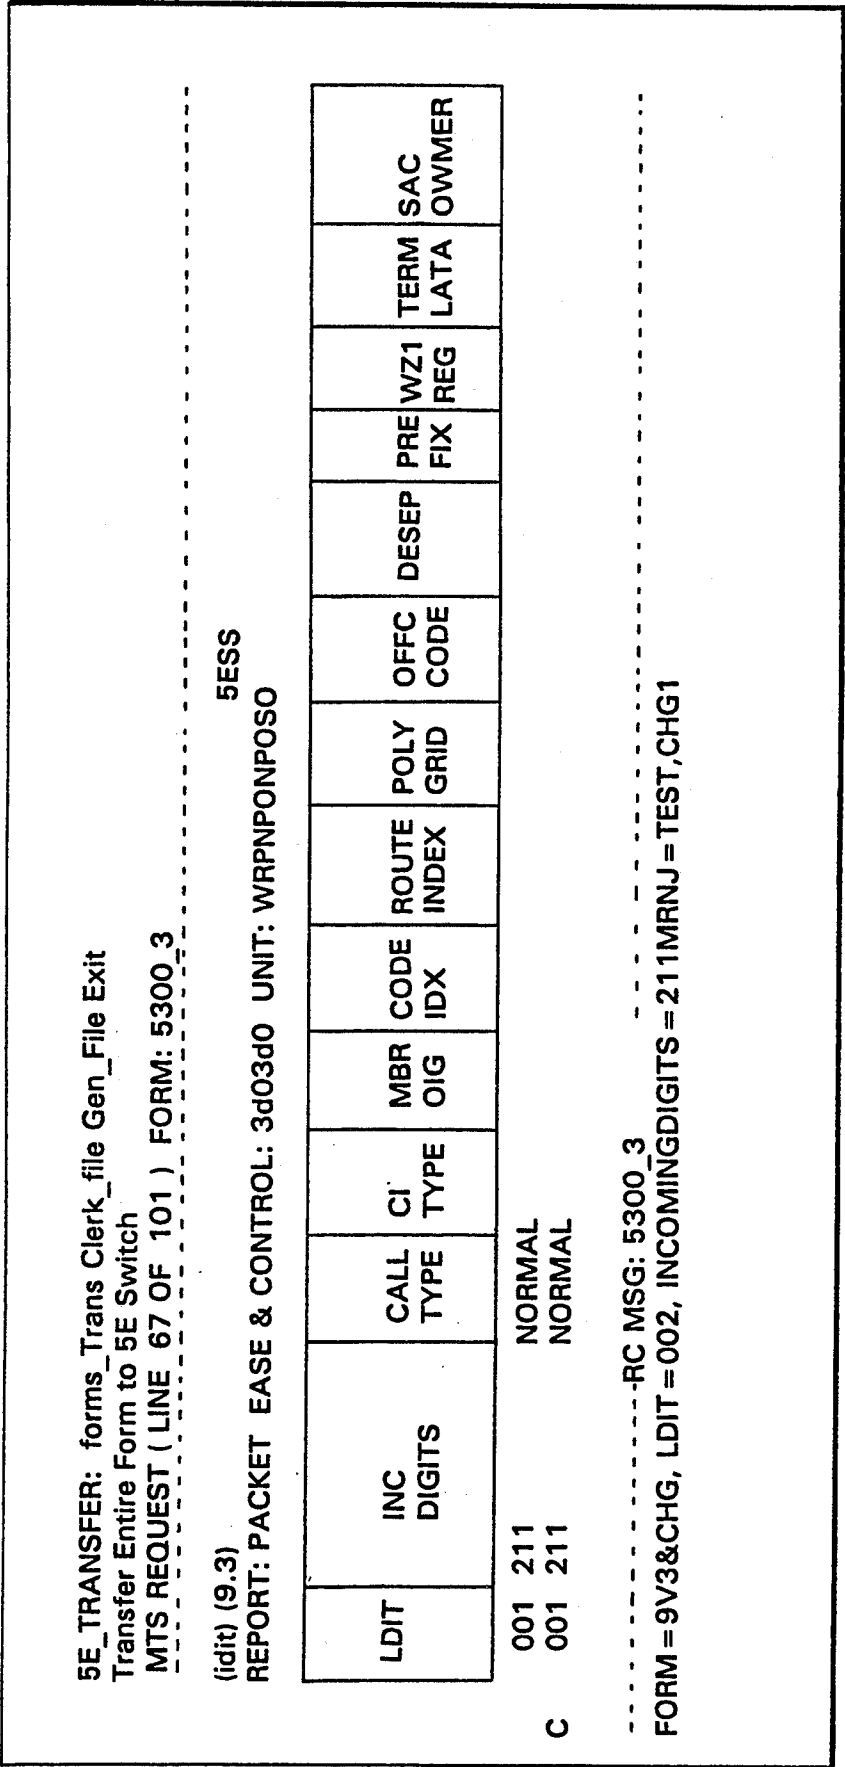 5E_TRANSFER: forms_Trans Clerk_file Gen_File Exit
Transfer Entire Form to 5E Switch
MTS REQUEST ( LINE 67 OF 101 ) FORM: 5300_3
(idit) (9.3) 5ESS
REPORT: PACKET EASE & CONTROL: 3d03d0 UNIT: WRPNPONPOSO
LDIT INC DIGITS CALL TYPE CI TYPE MBR OIG CODE IDX ROUTE INDEX POLY GRID OFFC CODE DESEP PRE FIX WZ1 REG TERM LATA SAC OWMER
001 211 NORMAL
C 001 211 NORMAL
RC MSG: 5300_3
FORM=9V3&CHG, LDIT=002, INCOMINGDIGITS=211MRNJ=TEST,CHG1